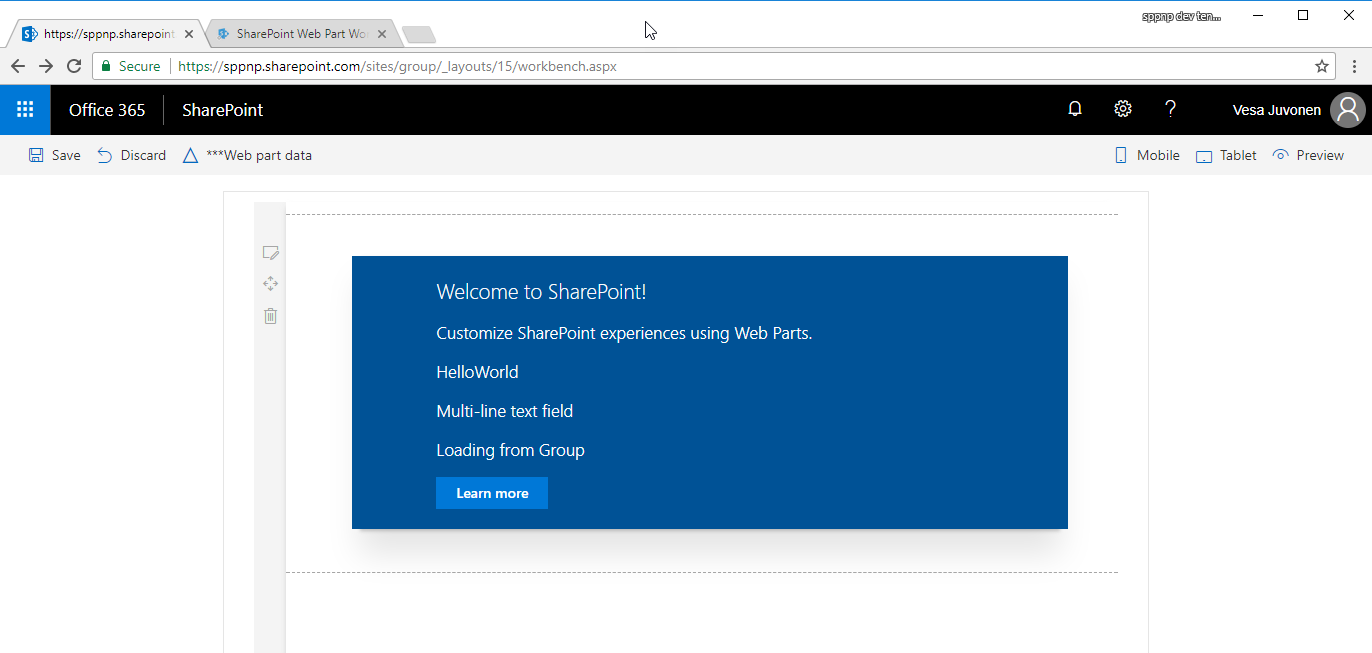 sppnp dev ten...
https://sppnp.sharepoint
SharePoint Web Part Wo
Secure https://sppnp.sharepoint.com/sites/group/_layouts/15/workbench.aspx
Office 365 SharePoint ? Vesa Juvonen
Save Discard ***Web part data Mobile Tablet Preview
Welcome to SharePoint!
Customize SharePoint experiences using Web Parts.
HelloWorld
Multi-line text field
Loading from Group
Learn more